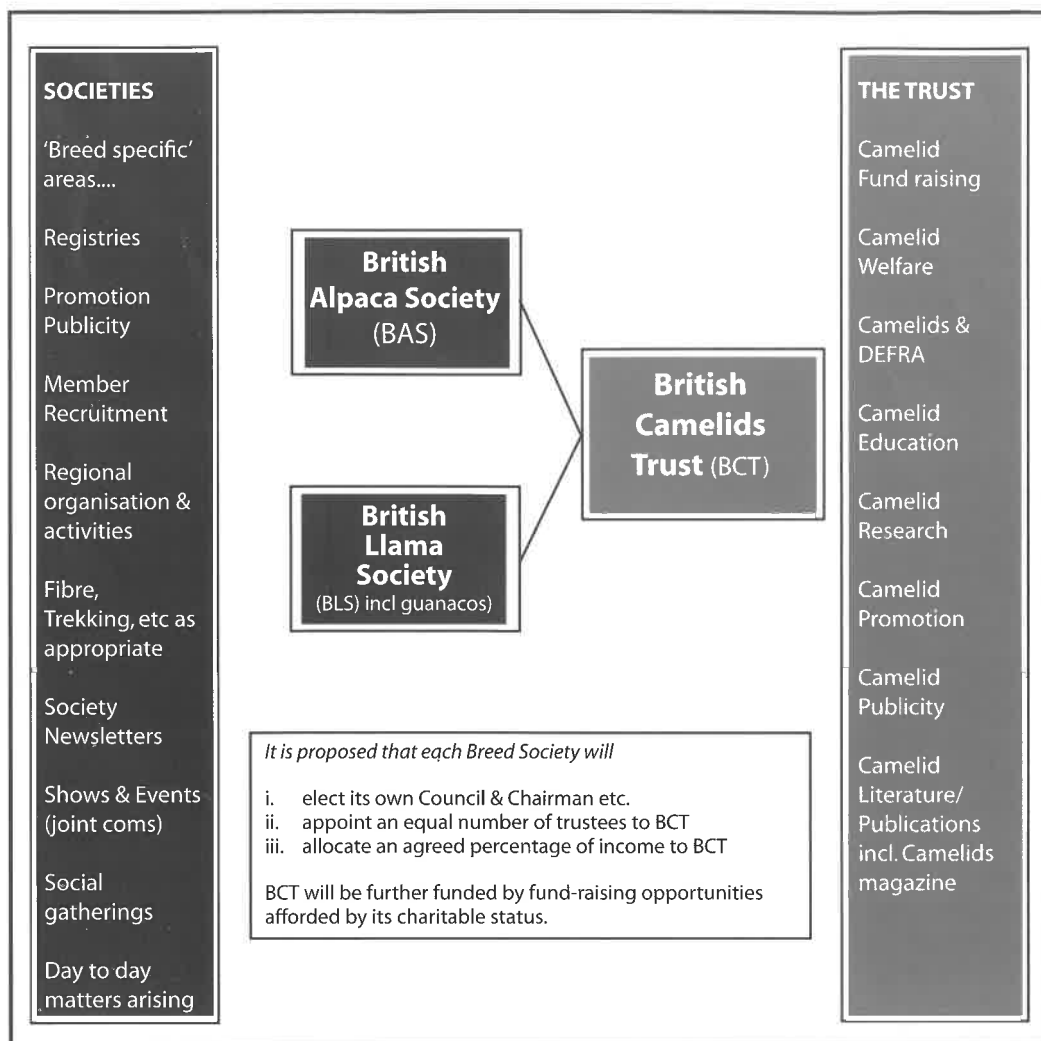 SOCIETIES
'Breed specific'
areas....
Registries
Promotion
Publicity
Member
Recruitment
Regional
organisation &
activities
Fibre,
Trekking, etc as
appropriate
Society
Newsletters
Shows & Events
(joint coms)
Social
gatherings
Day to day
matters arising
British
Alpaca Society
(BAS)
British
Llama
Society
(BLS) incl guanacos)
British
Camelids
Trust (BCT)
It is proposed that each Breed Society will
i. elect its own Council & Chairman etc.
ii. appoint an equal number of trustees to BCT
iii. allocate an agreed percentage of income to BCT
BCT will be further funded by fund-raising opportunities
afforded by its charitable status.
THE TRUST
Camelid
Fund raising
Camelid
Welfare
Camelids &
DEFRA
Camelid
Education
Camelid
Research
Camelid
Promotion
Camelid
Publicity
Camelid
Literature/
Publications
incl. Camelids
magazine